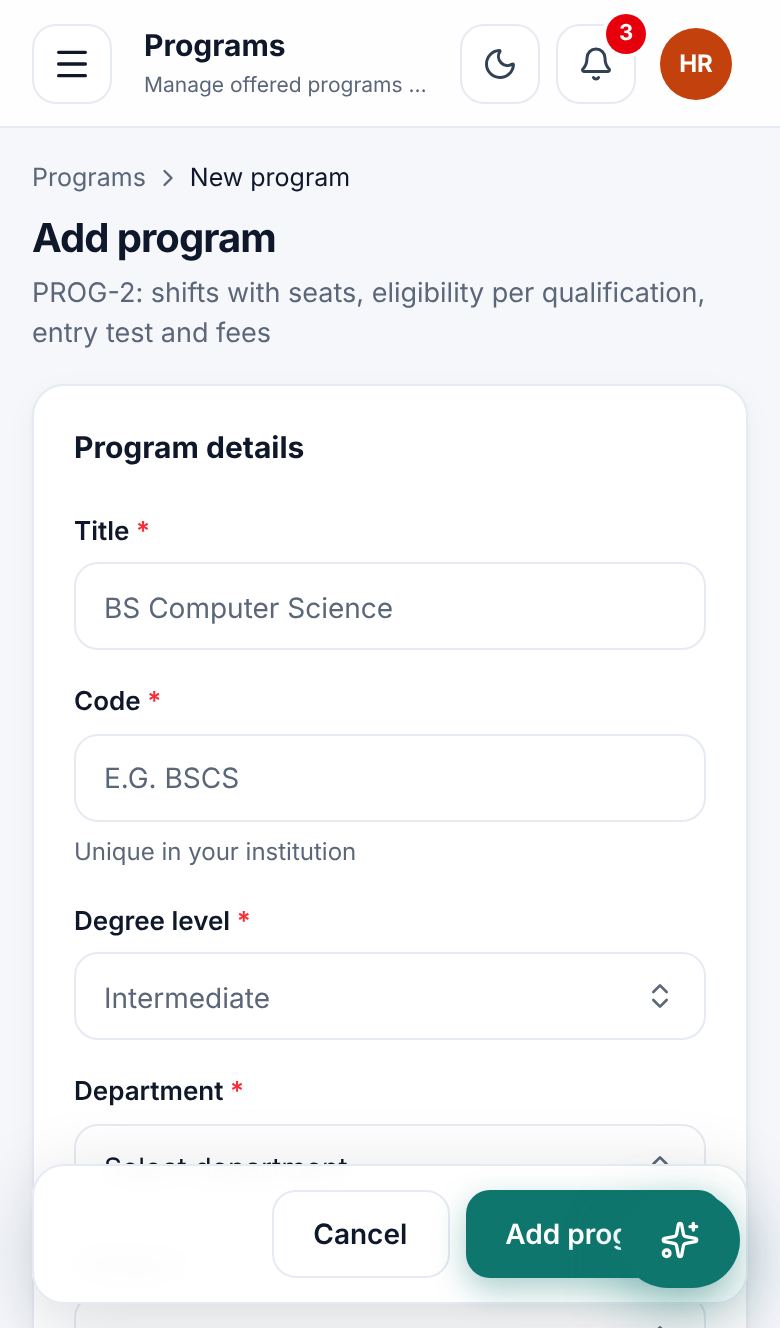 Programs
Manage offered programs ...
3
HR
Programs > New program
Add program
PROG-2: shifts with seats, eligibility per qualification,
entry test and fees
Program details
Title *
BS Computer Science
Code *
E.G. BSCS
Unique in your institution
Degree level *
Intermediate
Department *
Select department
Cancel
Add prog